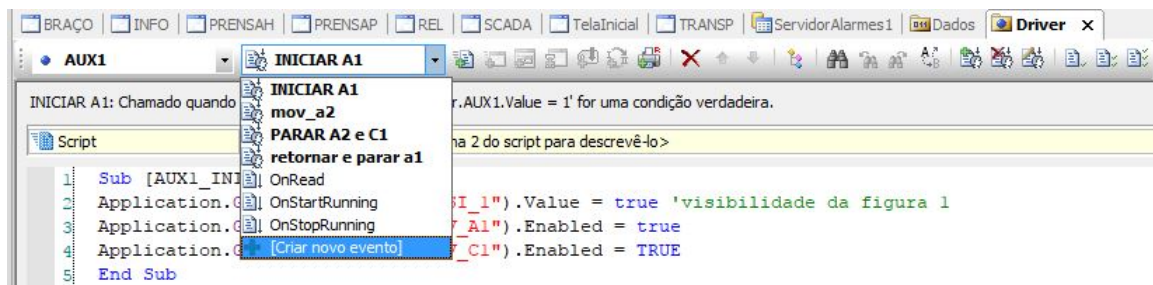 BRAÇO INFO PRENSAH PRENSAP REL SCADA TelaInicial TRANSP ServidorAlarmes1 Dados Driver x
AUX1 INICIAR A1
INICIAR A1: Chamado quando r.AUX1.Value = 1' for uma condição verdadeira.
INICIAR A1
mov_a2
PARAR A2 e C1
retornar e parar a1
OnRead
OnStartRunning
OnStopRunning
[Criar novo evento]
Script ha 2 do script para descrevê-lo>
1 Sub [AUX1_INI
2 Application.G SI_1").Value = true 'visibilidade da figura 1
3 Application.G _A1").Enabled = true
4 Application.G _C1").Enabled = TRUE
5 End Sub